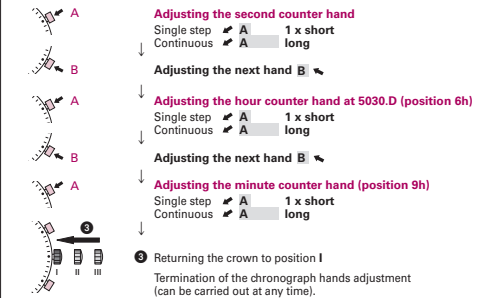 A
Adjusting the second counter hand
Single step A 1 x short
Continuous A long
B
Adjusting the next hand B
A
Adjusting the hour counter hand at 5030.D (position 6h)
Single step A 1 x short
Continuous A long
B
Adjusting the next hand B
A
Adjusting the minute counter hand (position 9h)
Single step A 1 x short
Continuous A long
3
I II III
3 Returning the crown to position I
Termination of the chronograph hands adjustment
(can be carried out at any time).